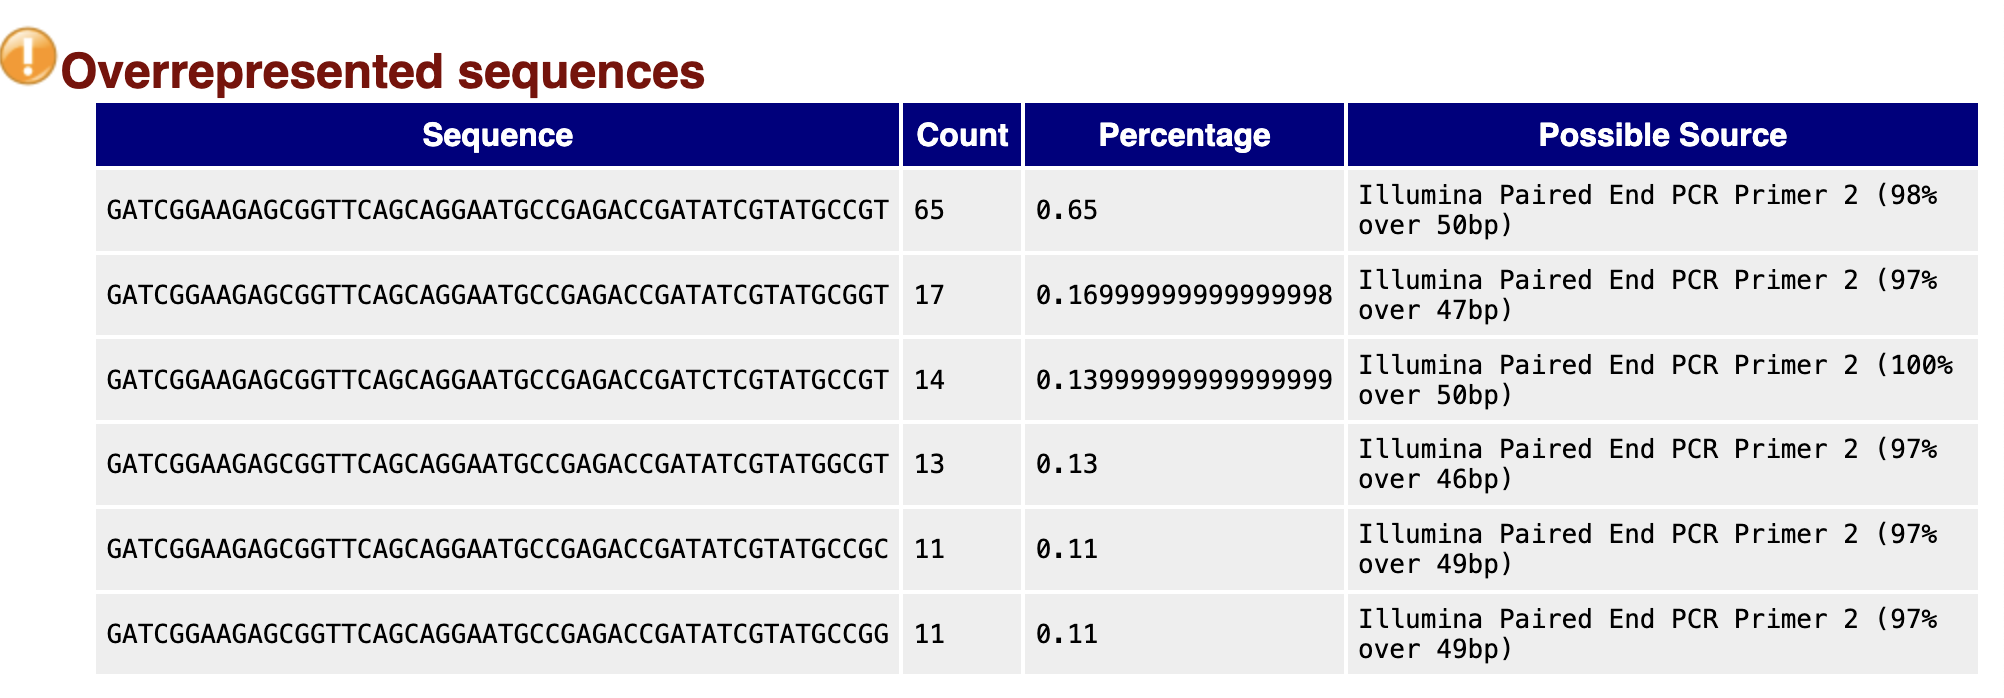 Overrepresented sequences
Sequence Count Percentage Possible Source
GATCGGAAGAGCGGTTCAGCAGGAATGCCGAGACCGATATCGTATGCCGT 65 0.65 Illumina Paired End PCR Primer 2 (98%
over 50bp)
GATCGGAAGAGCGGTTCAGCAGGAATGCCGAGACCGATATCGTATGCGGT 17 0.16999999999999998 Illumina Paired End PCR Primer 2 (97%
over 47bp)
GATCGGAAGAGCGGTTCAGCAGGAATGCCGAGACCGATCTCGTATGCCGT 14 0.13999999999999999 Illumina Paired End PCR Primer 2 (100%
over 50bp)
GATCGGAAGAGCGGTTCAGCAGGAATGCCGAGACCGATATCGTATGGCGT 13 0.13 Illumina Paired End PCR Primer 2 (97%
over 46bp)
GATCGGAAGAGCGGTTCAGCAGGAATGCCGAGACCGATATCGTATGCCGC 11 0.11 Illumina Paired End PCR Primer 2 (97%
over 49bp)
GATCGGAAGAGCGGTTCAGCAGGAATGCCGAGACCGATATCGTATGCCGG 11 0.11 Illumina Paired End PCR Primer 2 (97%
over 49bp)